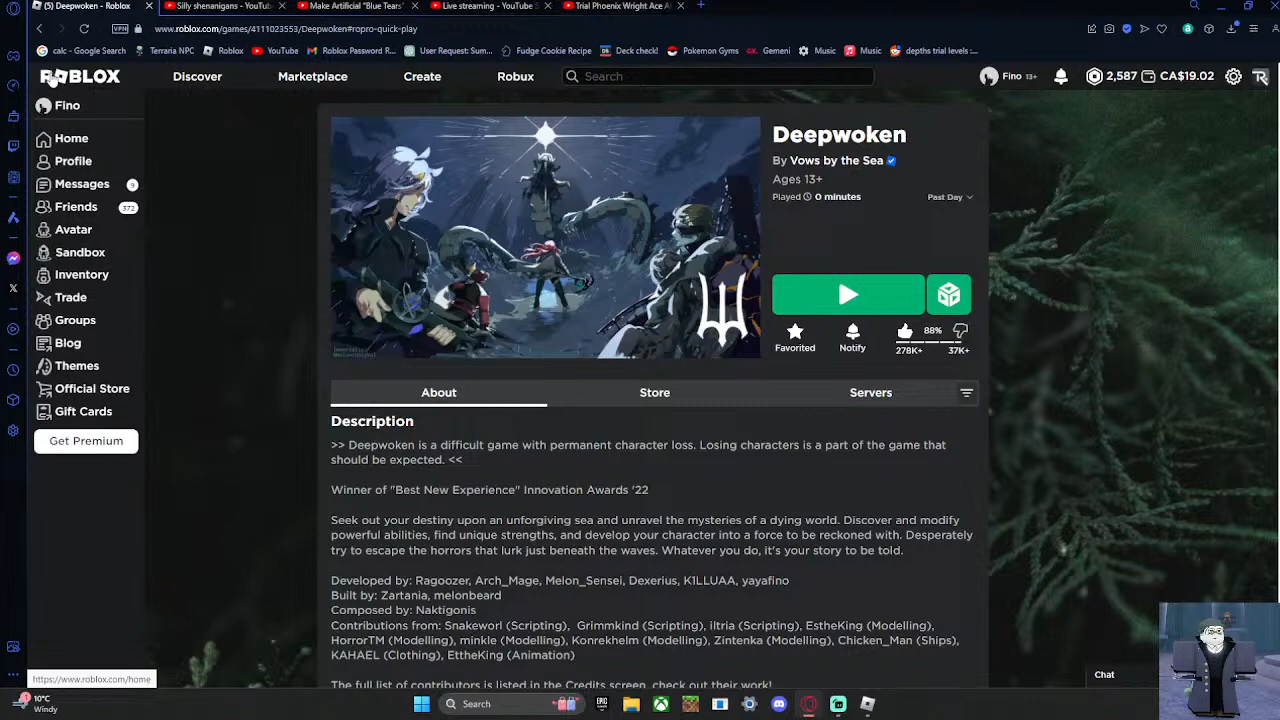 (5) Deepwoken - Roblox
Silly shenanigans - YouTub
Make Artificial "Blue Tears'
Live streaming - YouTube S
Trial Phoenix Wright Ace A
VPN
www.roblox.com/games/4111023553/Deepwoken#ropro-quick-play
calc - Google Search
Terraria NPC
Roblox
YouTube
Roblox Password R...
User Request: Sum...
Fudge Cookie Recipe
Deck check!
Pokemon Gyms
GX. Gemeni
Music
Music
depths trial levels :...
ROBLOX
Discover
Marketplace
Create
Robux
Search
Fino 13+
2,587
CA$19.02
Fino
Home
Profile
Messages 9
Friends 372
Avatar
Sandbox
Inventory
Trade
Groups
Blog
Themes
Official Store
Gift Cards
Get Premium
Deepwoken
By Vows by the Sea
Ages 13+
Played 0 minutes
Past Day
Favorited
Notify
88%
278K+
37K+
About
Store
Servers
Description
>> Deepwoken is a difficult game with permanent character loss. Losing characters is a part of the game that
should be expected. <<
Winner of "Best New Experience" Innovation Awards '22
Seek out your destiny upon an unforgiving sea and unravel the mysteries of a dying world. Discover and modify
powerful abilities, find unique strengths, and develop your character into a force to be reckoned with. Desperately
try to escape the horrors that lurk just beneath the waves. Whatever you do, it's your story to be told.
Developed by: Ragoozer, Arch_Mage, Melon_Sensei, Dexerius, K1LLUAA, yayafino
Built by: Zartania, melonbeard
Composed by: Naktigonis
Contributions from: Snakeworl (Scripting), Grimmkind (Scripting), iltria (Scripting), EstheKing (Modelling),
HorrorTM (Modelling), minkle (Modelling), Konrekhelm (Modelling), Zintenka (Modelling), Chicken_Man (Ships),
KAHAEL (Clothing), EttheKing (Animation)
The full list of contributors is listed in the Credits screen, check out their work!
Chat
https://www.roblox.com/home
1
10°C
Windy
Search